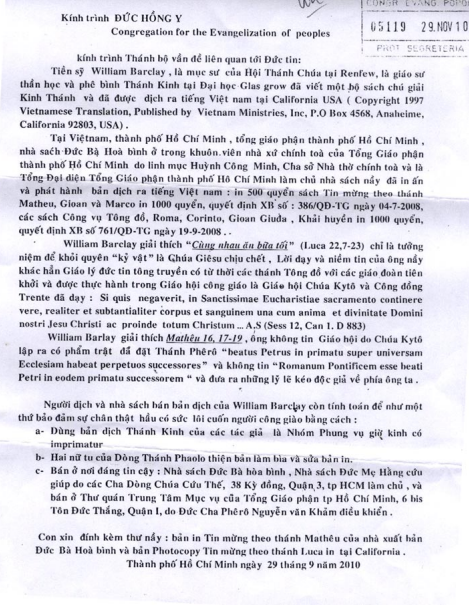 CONGR EVANG POPU
05119 29.NOV 10
PROT SEGRETERIA
Kính trình ĐỨC HỒNG Y
Congregation for the Evangelization of peoples
kính trình Thánh bộ vấn đề liên quan tới Đức tin:
Tiến sỹ William Barclay , là mục sư của Hội Thánh Chúa tại Renfew, là giáo sư
thần học và phê bình Thánh Kinh tại Đại học Glas grow đã viết một bộ sách chú giải
Kinh Thánh và đã được dịch ra tiếng Việt nam tại California USA ( Copyright 1997
Vietnamese Translation, Published by Vietnam Ministries, Inc, P.O Box 4568, Anaheime,
California 92803, USA) .
Tại Việtnam, thành phố Hồ Chí Minh , tổng giáo phận thành phố Hồ Chí Minh ,
nhà sách Đức Bà Hoà bình ở trong khuôn.viên nhà xứ chính toà của Tổng Giáo phận
thành phố Hồ Chí Minh do linh mục Huỳnh Công Minh, Cha sở Nhà thờ chính toà và là
Tổng Đại diện Tổng Giáo phận thành phố Hồ Chí Minh làm chủ nhà sách nầy đã in ấn
và phát hành bản dịch ra tiếng Việt nam : in 500 quyển sách Tin mừng theo thánh
Matheu, Gioan và Marco in 1000 quyển, quyết định XB số : 386/QĐ-TG ngày 04-7-2008,
các sách Công vụ Tông đồ, Roma, Corinto, Gioan Giuđa , Khải huyền in 1000 quyển,
quyết định XB số 761/QĐ-TG ngày 19-9-2008 . .
William Barclay giải thích "Cùng nhau ăn bữa tối" (Luca 22,7-23) chỉ là tưởng
niệm để khỏi quyên "kỷ vật" là Chúa Giêsu chịu chết , Lời dạy và niềm tin của ông nầy
khác hẳn Giáo lý đức tin tông truyền có từ thời các thánh Tông đồ với các giáo đoàn tiên
khởi và được thực hành trong Giáo hội công giáo là Giáo hội Chúa Kytô và Công đồng
Trente đã dạy : Si quis negaverit, in Sanctissimae Eucharistiae sacramento continere
vere, realiter et subtantialiter corpus et sanguinem una cum anima et divinitate Domini
nostri Jesu Christi ac proinde totum Christum ... A.S (Sess 12, Can 1. D 883)
William Barlay giải thích Mathêu 16, 17-19 , ông không tin Giáo hội do Chúa Kytô
lập ra có phẩm trật đã đặt Thánh Phêrô "beatus Petrus in primatu super universam
Ecclesiam habeat perpetuos successores" và không tin "Romanum Pontificem esse beati
Petri in eodem primatu successorem " và đưa ra những lý lẽ kéo độc giả về phía ông .
Người dịch và nhà sách bán bản dịch của William Barclay còn tính toán để như một
thứ bảo đảm sự chân thật hầu có sức lôi cuốn người công giáo bằng cách :
a- Dùng bản dịch Thánh Kinh của các tác giả là Nhóm Phụng vụ giờ kinh có
imprimatur
b- Hai nữ tu của Dòng Thánh Phaolo thiện bản làm bìa và sửa bản in.
c- Bán ở nơi đáng tin cậy : Nhà sách Đức Bà hòa bình , Nhà sách Đức Mẹ Hằng cứu
giúp do các Cha Dòng Chúa Cứu Thế, 38 Kỳ đồng, Quận 3, tp HCM làm chủ , và
bán ở Thư quán Trung Tâm Mục vụ của Tổng Giáo phận tp Hồ Chí Minh, 6 bis
Tôn Đức Thắng, Quận 1, do Đức Cha Phêrô Nguyễn văn Khảm điều khiển .
Con xin đính kèm thư nầy : bản in Tin mừng theo thánh Mathêu của nhà xuất bản
Đức Bà Hoà bình và bản Photocopy Tin mừng theo thánh Luca in tại California .
Thành phố Hồ Chí Minh ngày 29 tháng 9 năm 2010